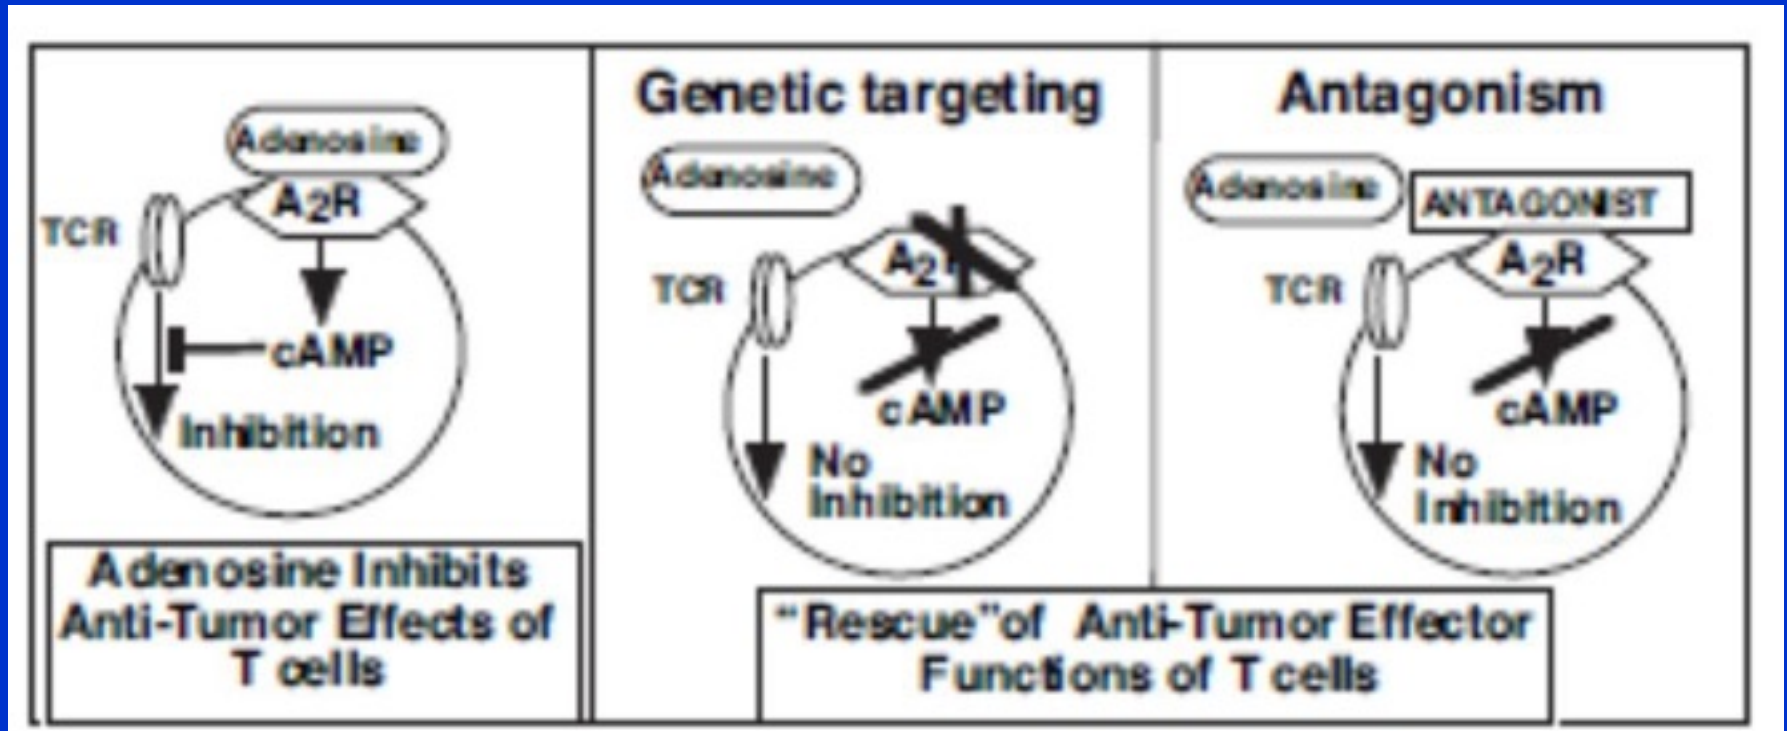 Adenosine
A2R
TCR
cAMP
Inhibition
Adenosine Inhibits
Anti-Tumor Effects of
T cells
Genetic targeting
Adenosine
A2
TCR
cAMP
No
Inhibition
Antagonism
Adenosine
ANTAGONIST
A2R
TCR
cAMP
No
Inhibition
"Rescue"of Anti-Tumor Effector
Functions of T cells